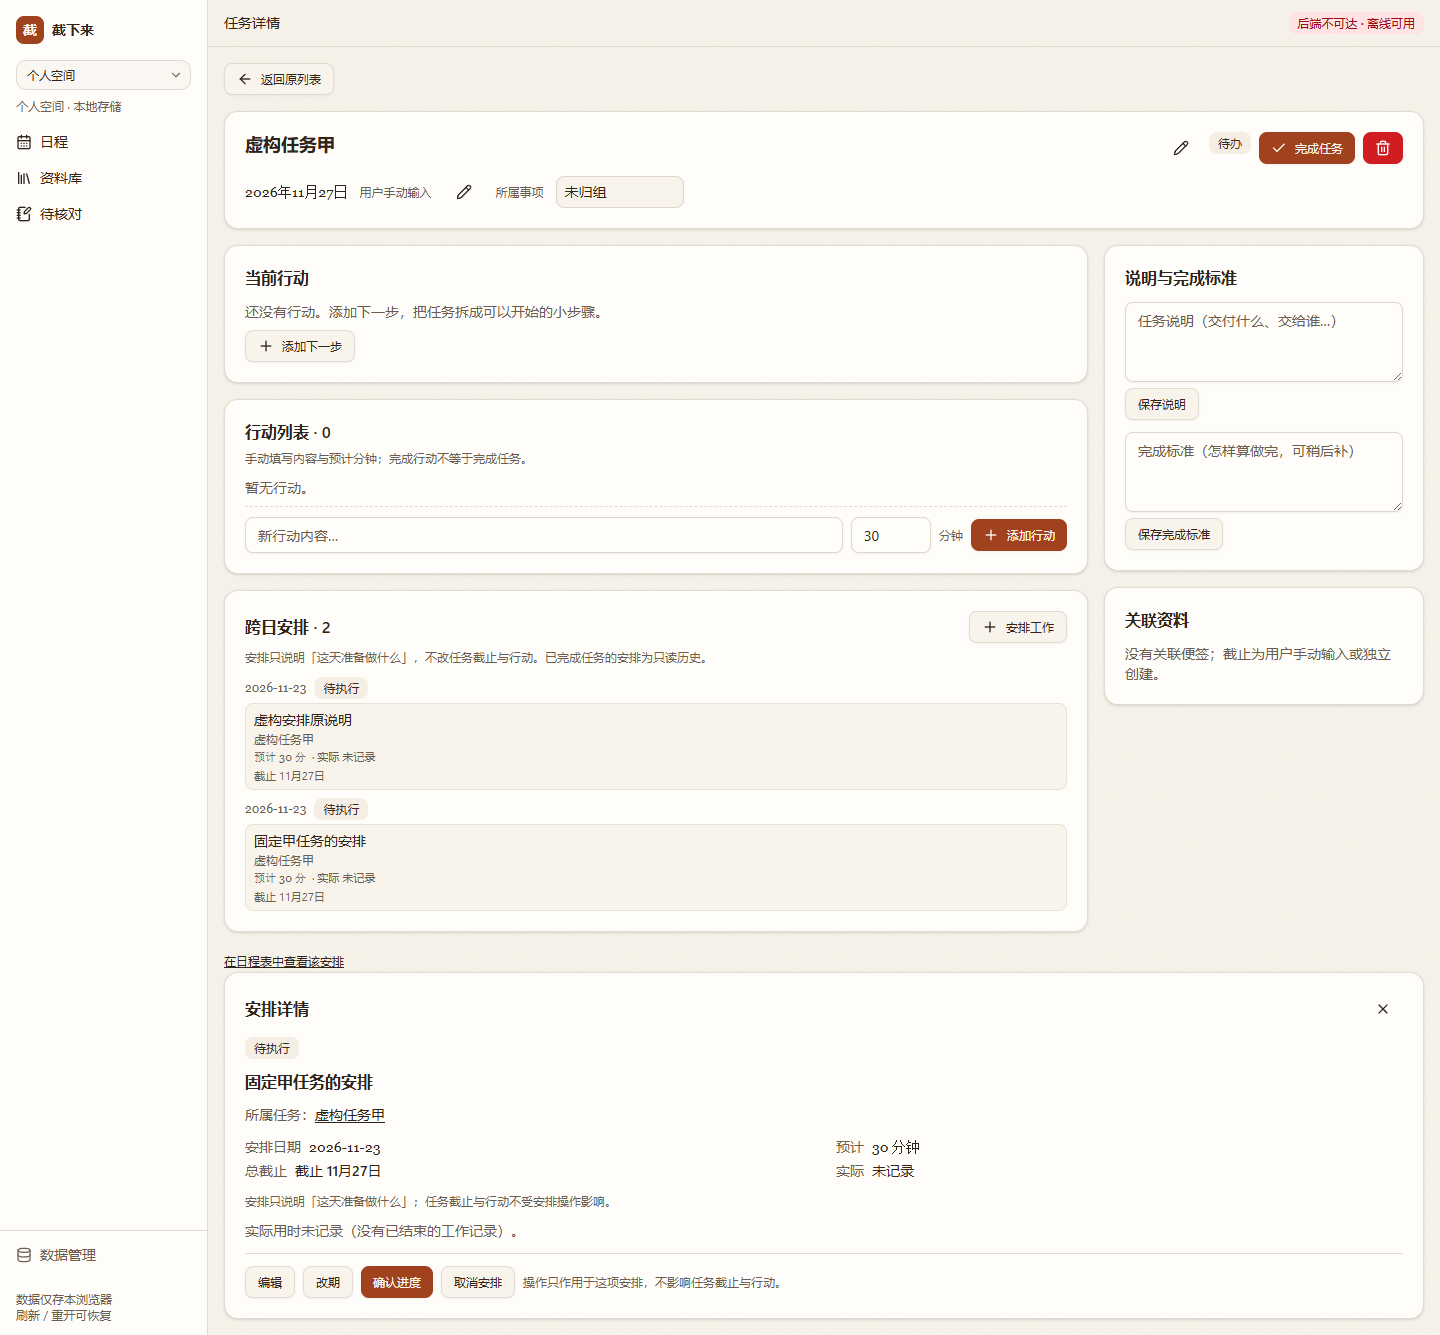 截 截下来
个人空间
个人空间 · 本地存储
日程
资料库
待核对
数据管理
数据仅存本浏览器
刷新 / 重开可恢复
任务详情
后端不可达 · 离线可用
返回原列表
虚构任务甲
待办
完成任务
2026年11月27日 用户手动输入 所属事项 未归组
当前行动
还没有行动。添加下一步，把任务拆成可以开始的小步骤。
添加下一步
行动列表 · 0
手动填写内容与预计分钟；完成行动不等于完成任务。
暂无行动。
新行动内容... 30 分钟 添加行动
跨日安排 · 2
安排工作
安排只说明「这天准备做什么」，不改任务截止与行动。已完成任务的安排为只读历史。
2026-11-23 待执行
虚构安排原说明
虚构任务甲
预计 30 分 · 实际 未记录
截止 11月27日
2026-11-23 待执行
固定甲任务的安排
虚构任务甲
预计 30 分 · 实际 未记录
截止 11月27日
说明与完成标准
任务说明（交付什么、交给谁...）
保存说明
完成标准（怎样算做完，可稍后补）
保存完成标准
关联资料
没有关联便签；截止为用户手动输入或独立
创建。
在日程表中查看该安排
安排详情
待执行
固定甲任务的安排
所属任务：虚构任务甲
安排日期 2026-11-23 预计 30 分钟
总截止 截止 11月27日 实际 未记录
安排只说明「这天准备做什么」；任务截止与行动不受安排操作影响。
实际用时未记录（没有已结束的工作记录）。
编辑 改期 确认进度 取消安排 操作只作用于这项安排，不影响任务截止与行动。